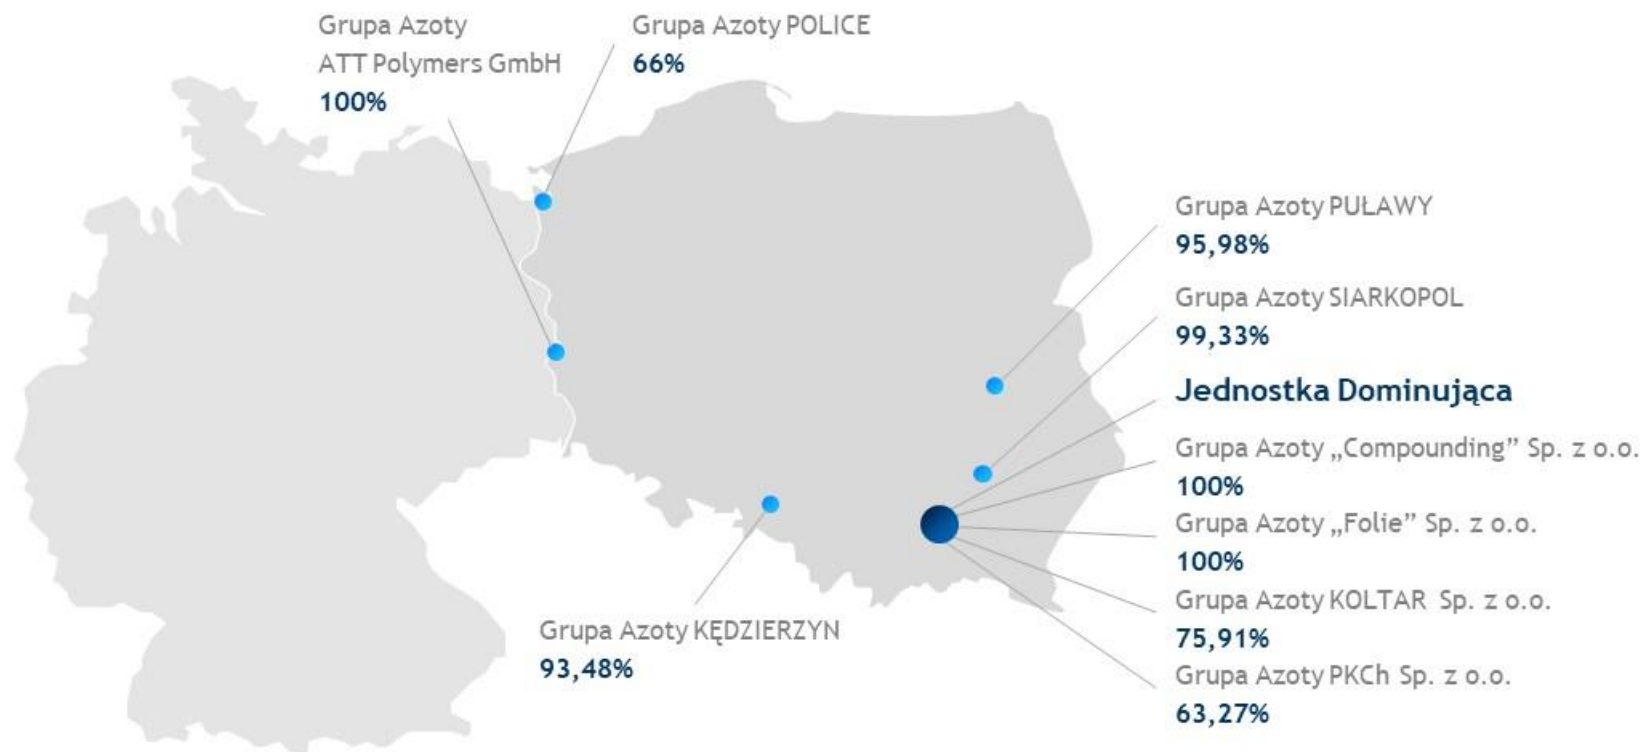 Grupa Azoty
ATT Polymers GmbH
100%
Grupa Azoty POLICE
66%
Grupa Azoty PUŁAWY
95,98%
Grupa Azoty SIARKOPOL
99,33%
Jednostka Dominująca
Grupa Azoty „Compounding” Sp. z o.o.
100%
Grupa Azoty „Folie” Sp. z o.o.
100%
Grupa Azoty KOLTAR Sp. z o.o.
75,91%
Grupa Azoty PKCh Sp. z o.o.
63,27%
Grupa Azoty KĘDZIERZYN
93,48%